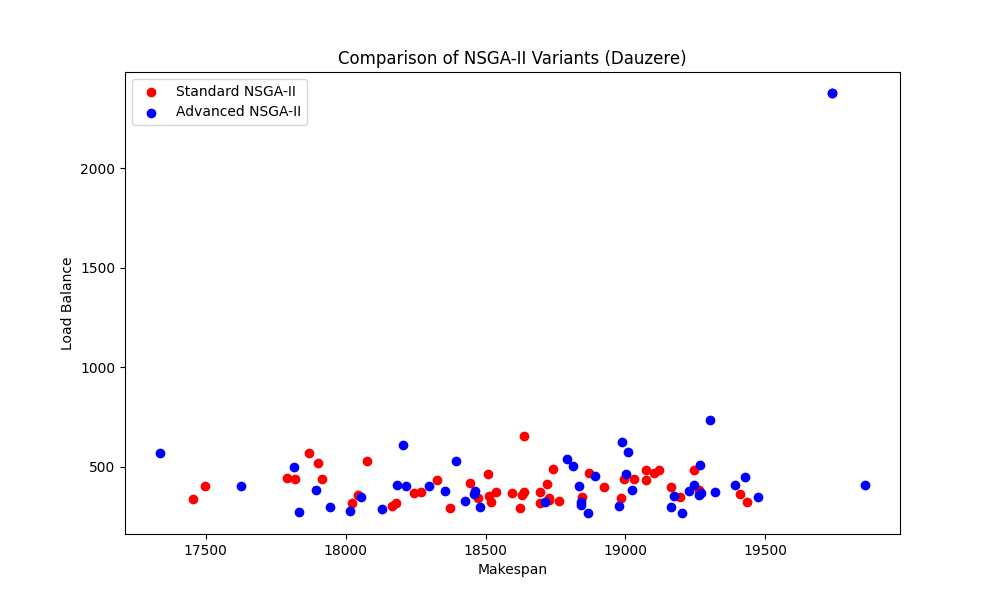 Comparison of NSGA-II Variants (Dauzere)
Standard NSGA-II
Advanced NSGA-II
Load Balance
2000
1500
1000
500
17500 18000 18500 19000 19500
Makespan